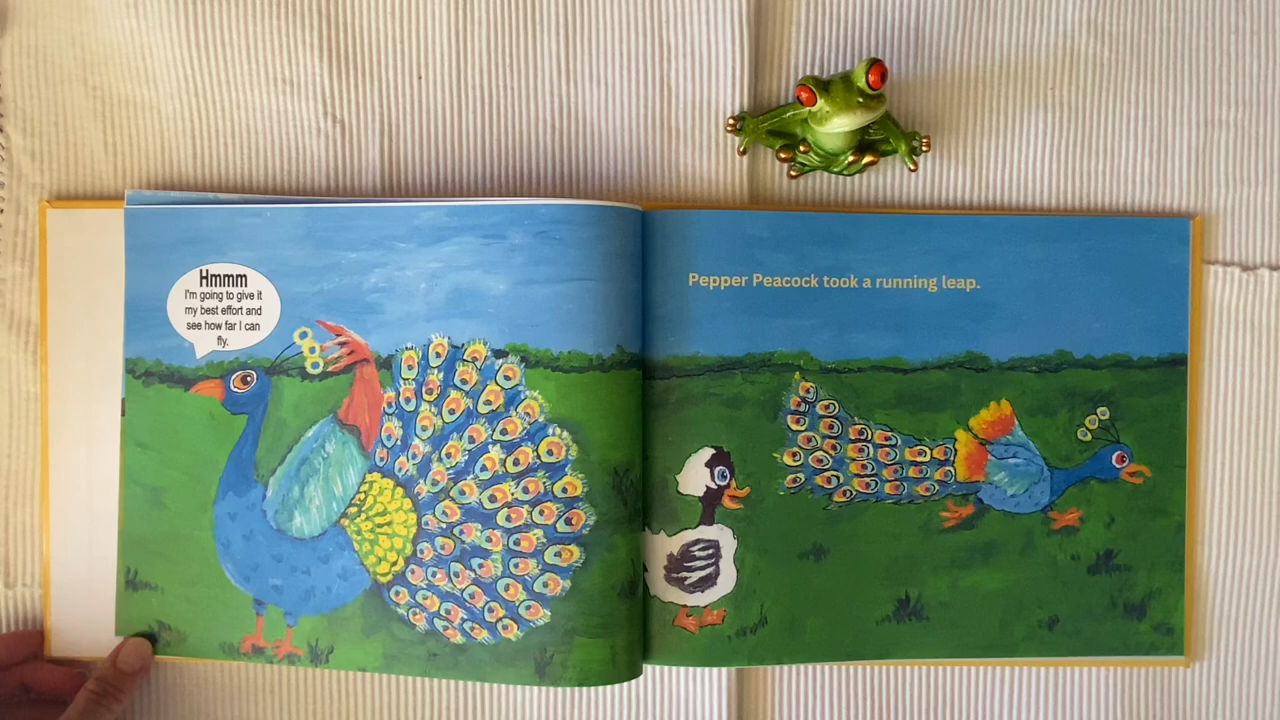 Hmmm
I'm going to give it
my best effort and
see how far I can
fly.
Pepper Peacock took a running leap.